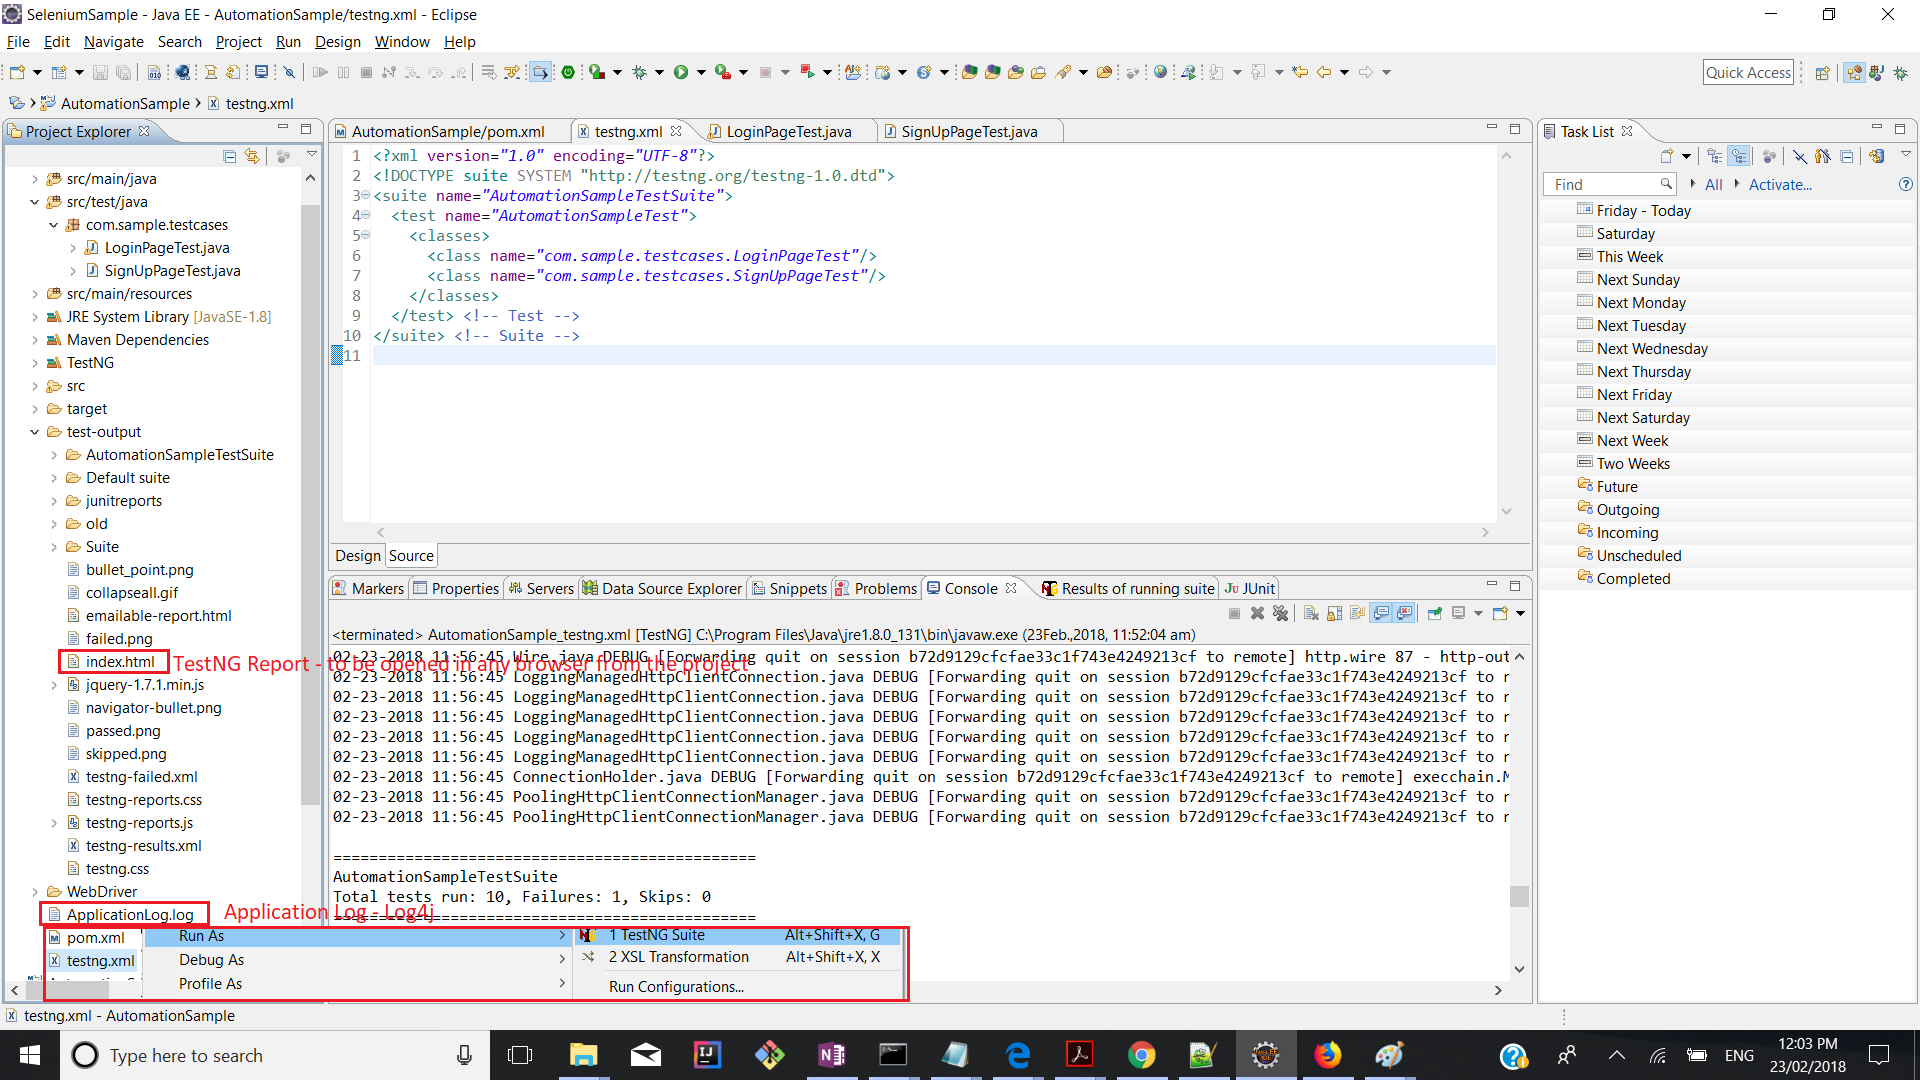 SeleniumSample - Java EE - AutomationSample/testng.xml - Eclipse
File Edit Navigate Search Project Run Design Window Help
Quick Access
AutomationSample testng.xml
Project Explorer
src/main/java
src/test/java
com.sample.testcases
LoginPageTest.java
SignUpPageTest.java
src/main/resources
JRE System Library [JavaSE-1.8]
Maven Dependencies
TestNG
src
target
test-output
AutomationSampleTestSuite
Default suite
junitreports
old
Suite
bullet_point.png
collapseall.gif
emailable-report.html
failed.png
index.html
TestNG Report - to be opened in any browser from the project
jquery-1.7.1.min.js
navigator-bullet.png
passed.png
skipped.png
testng-failed.xml
testng-reports.css
testng-reports.js
testng-results.xml
testng.css
WebDriver
ApplicationLog.log
Application Log - Log4j
pom.xml
testng.xml
Run As
Debug As
Profile As
1 TestNG Suite Alt+Shift+X, G
2 XSL Transformation Alt+Shift+X, X
Run Configurations...
AutomationSample/pom.xml testng.xml LoginPageTest.java SignUpPageTest.java
1 <?xml version="1.0" encoding="UTF-8"?>
2 <!DOCTYPE suite SYSTEM "http://testng.org/testng-1.0.dtd">
3 <suite name="AutomationSampleTestSuite">
4 <test name="AutomationSampleTest">
5 <classes>
6 <class name="com.sample.testcases.LoginPageTest"/>
7 <class name="com.sample.testcases.SignUpPageTest"/>
8 </classes>
9 </test> <!-- Test -->
10 </suite> <!-- Suite -->
11
Design Source
Markers Properties Servers Data Source Explorer Snippets Problems Console Results of running suite JUnit
<terminated> AutomationSample_testng.xml [TestNG] C:\Program Files\Java\jre1.8.0_131\bin\javaw.exe (23Feb.,2018, 11:52:04 am)
02-23-2018 11:56:45 Wire.java DEBUG [Forwarding quit on session b72d9129cfcfae33c1f743e4249213cf to remote] http.wire 87 - http-out
02-23-2018 11:56:45 LoggingManagedHttpClientConnection.java DEBUG [Forwarding quit on session b72d9129cfcfae33c1f743e4249213cf to r
02-23-2018 11:56:45 LoggingManagedHttpClientConnection.java DEBUG [Forwarding quit on session b72d9129cfcfae33c1f743e4249213cf to r
02-23-2018 11:56:45 LoggingManagedHttpClientConnection.java DEBUG [Forwarding quit on session b72d9129cfcfae33c1f743e4249213cf to r
02-23-2018 11:56:45 LoggingManagedHttpClientConnection.java DEBUG [Forwarding quit on session b72d9129cfcfae33c1f743e4249213cf to r
02-23-2018 11:56:45 LoggingManagedHttpClientConnection.java DEBUG [Forwarding quit on session b72d9129cfcfae33c1f743e4249213cf to r
02-23-2018 11:56:45 ConnectionHolder.java DEBUG [Forwarding quit on session b72d9129cfcfae33c1f743e4249213cf to remote] execchain.M
02-23-2018 11:56:45 PoolingHttpClientConnectionManager.java DEBUG [Forwarding quit on session b72d9129cfcfae33c1f743e4249213cf to r
02-23-2018 11:56:45 PoolingHttpClientConnectionManager.java DEBUG [Forwarding quit on session b72d9129cfcfae33c1f743e4249213cf to r
===============================================
AutomationSampleTestSuite
Total tests run: 10, Failures: 1, Skips: 0
===============================================
Task List
Find All Activate...
Friday - Today
Saturday
This Week
Next Sunday
Next Monday
Next Tuesday
Next Wednesday
Next Thursday
Next Friday
Next Saturday
Next Week
Two Weeks
Future
Outgoing
Incoming
Unscheduled
Completed
testng.xml - AutomationSample
Type here to search
ENG
12:03 PM
23/02/2018